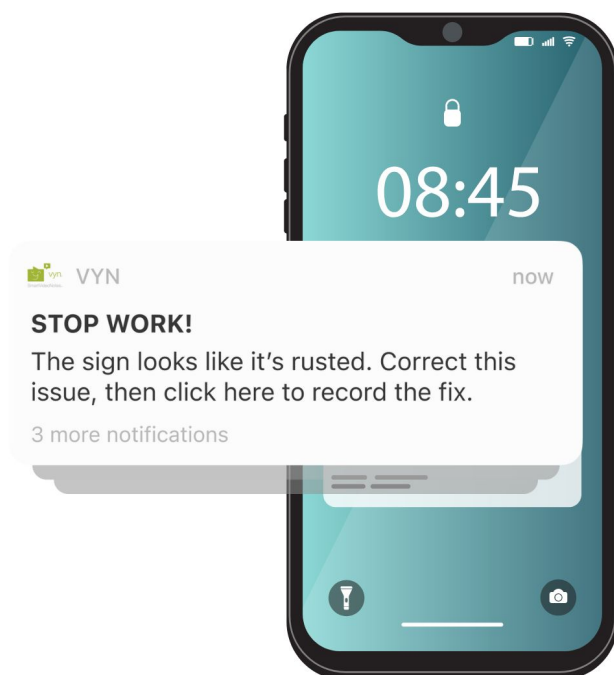 08:45
vyn.
VYN
now
STOP WORK!
The sign looks like it’s rusted. Correct this
issue, then click here to record the fix.
3 more notifications